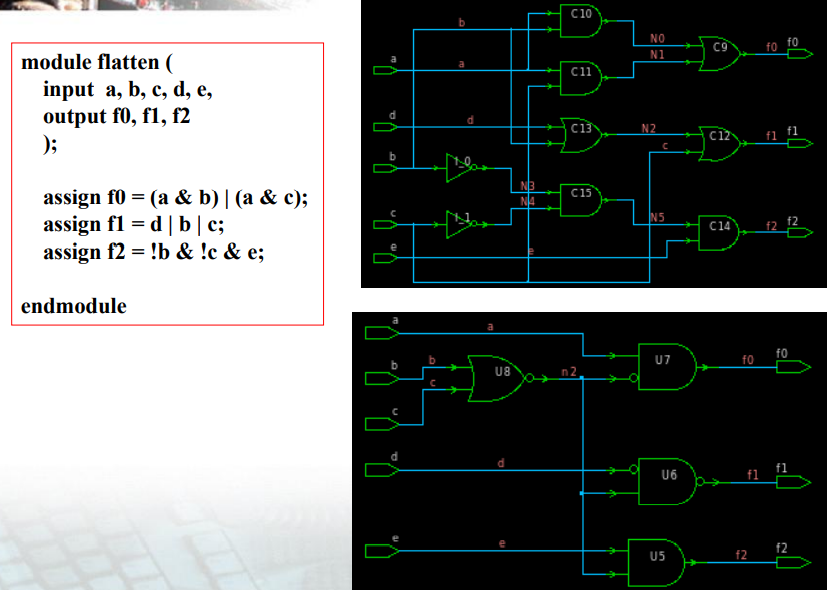 module flatten (
input a, b, c, d, e,
output f0, f1, f2
);
assign f0 = (a & b) | (a & c);
assign f1 = d | b | c;
assign f2 = !b & !c & e;
endmodule
b
C10
N0
N1
C9
f0
f0
a
a
C11
d
d
C13
N2
c
C12
f1
f1
b
I_0
N3
N4
C15
c
I_1
N5
C14
f2
f2
e
e
a
a
b
b
c
c
U8
n2
U7
f0
f0
d
d
U6
f1
f1
e
e
U5
f2
f2